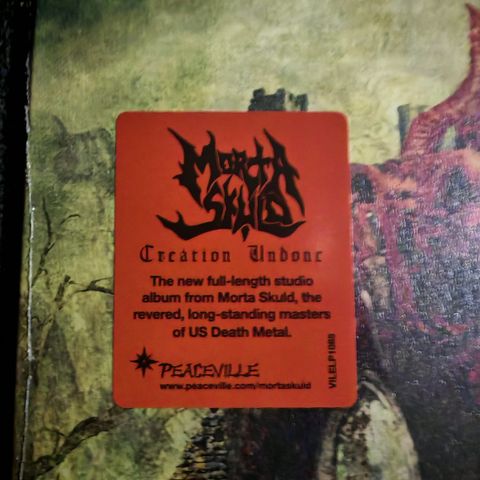 MORTA
SKULD
Creation Undone
The new full-length studio
album from Morta Skuld, the
revered, long-standing masters
of US Death Metal.
PEACEVILLE
www.peaceville.com/mortaskuld
VILELP1088